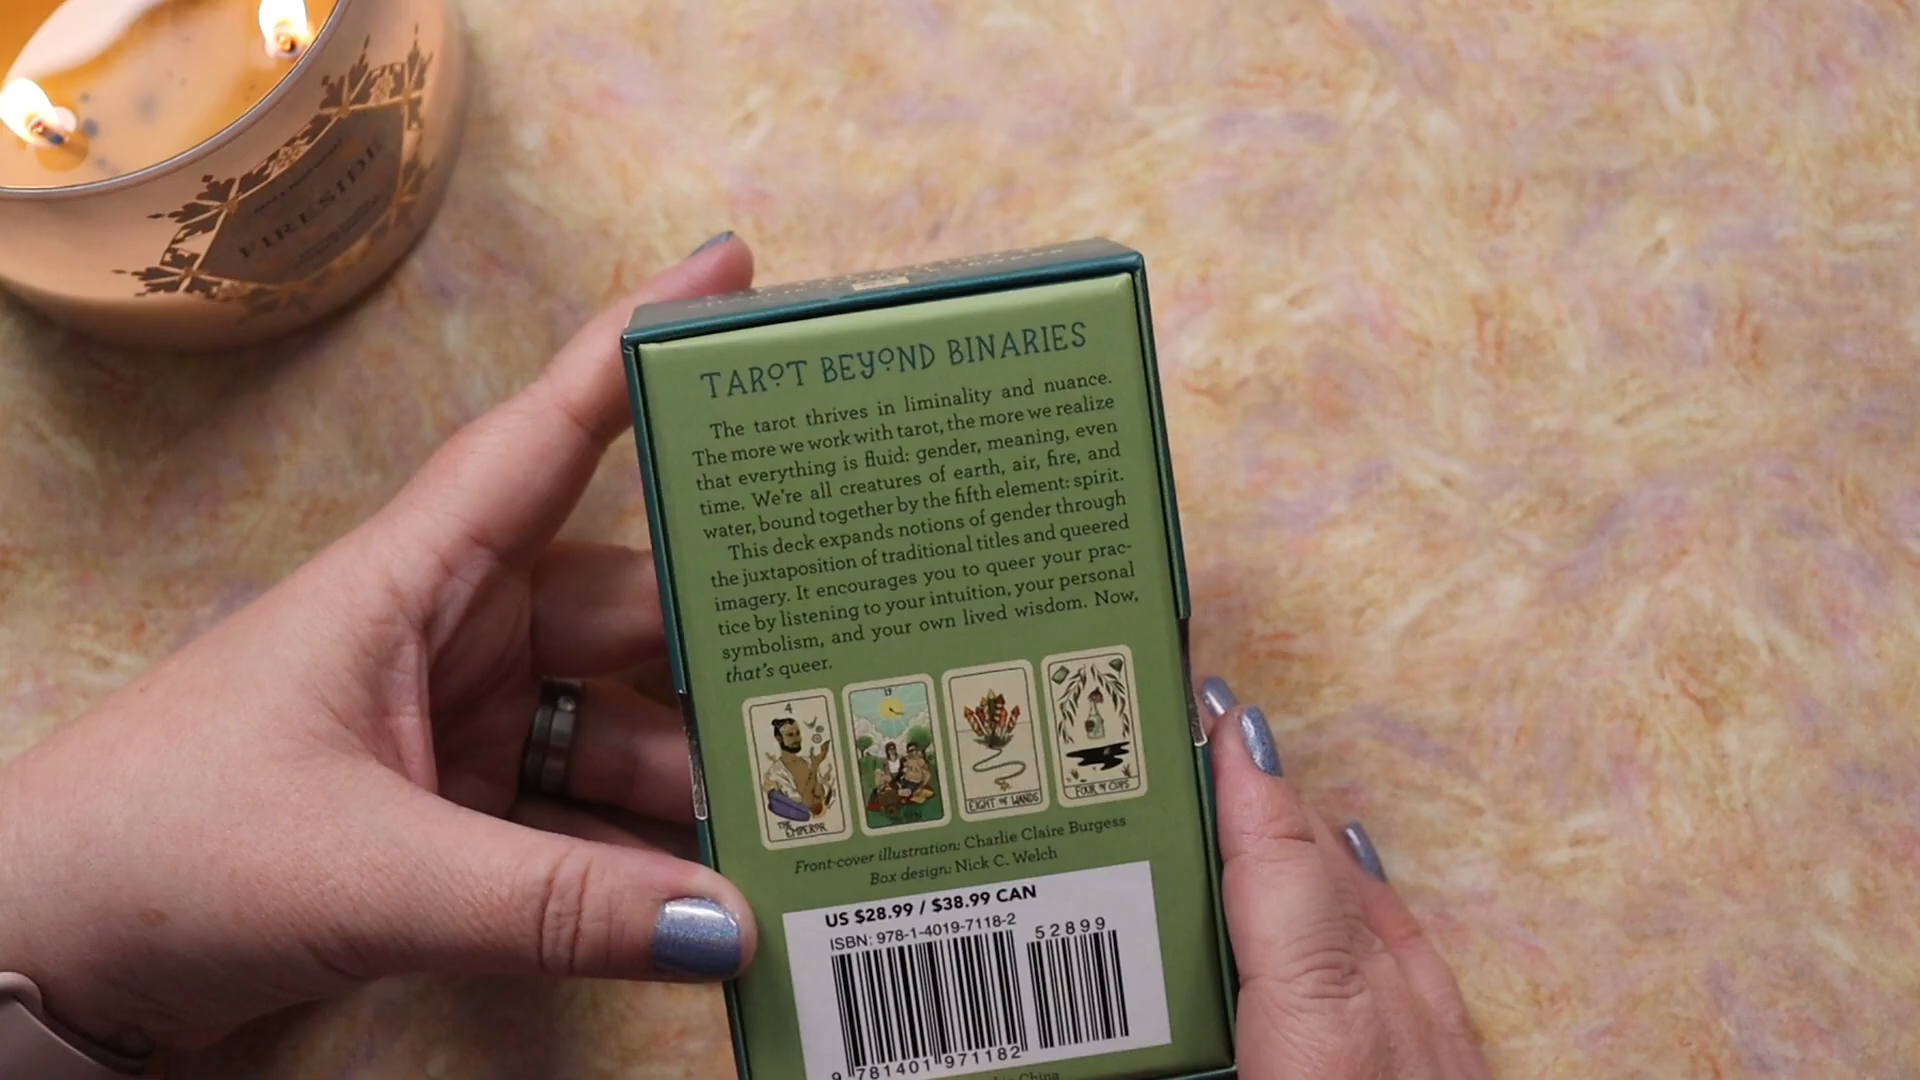 FIRESIDE
TAROT BEYOND BINARIES
The tarot thrives in liminality and nuance.
The more we work with tarot, the more we realize
that everything is fluid: gender, meaning, even
time. We're all creatures of earth, air, fire, and
water, bound together by the fifth element: spirit.
This deck expands notions of gender through
the juxtaposition of traditional titles and queered
imagery. It encourages you to queer your prac-
tice by listening to your intuition, your personal
symbolism, and your own lived wisdom. Now,
that's queer.
4
THE
EMPEROR
19
EIGHT OF WANDS
FOUR OF CUPS
Front-cover illustration: Charlie Claire Burgess
Box design: Nick C. Welch
US $28.99 / $38.99 CAN
ISBN: 978-1-4019-7118-2
52899
9 781401 971182
China